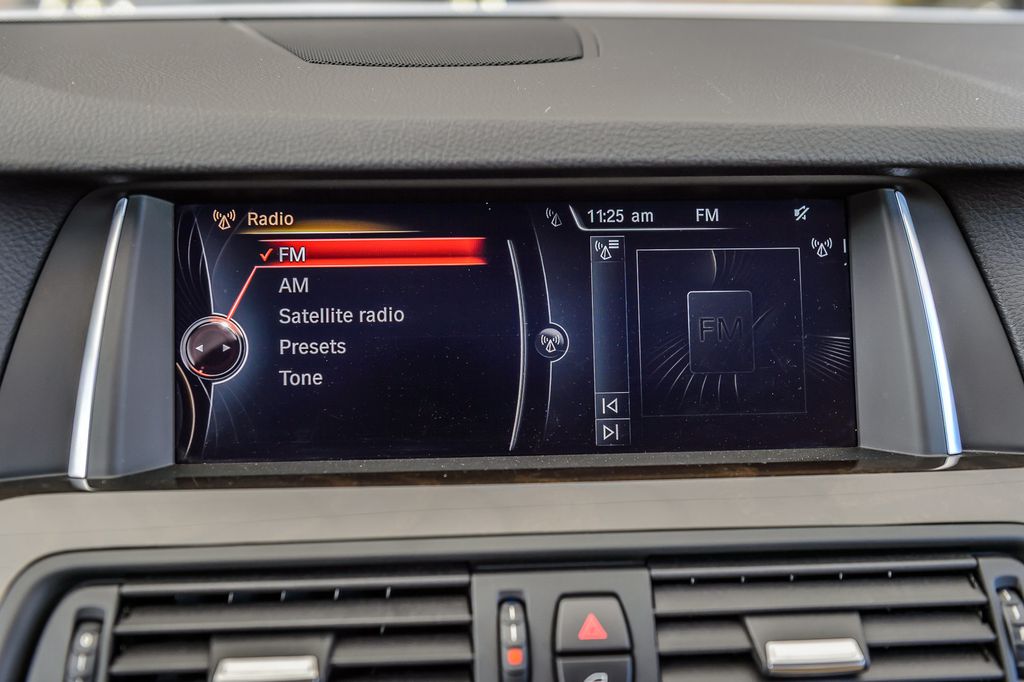 Radio
11:25 am FM
FM
AM
Satellite radio
Presets
Tone
FM